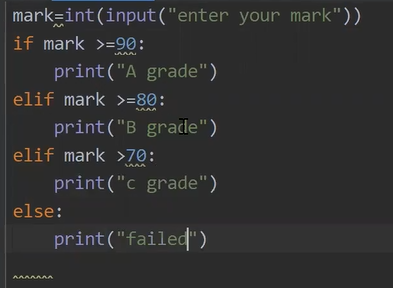 mark=int(input("enter your mark"))
if mark >=90:
    print("A grade")
elif mark >=80:
    print("B grade")
elif mark >70:
    print("c grade")
else:
    print("failed")